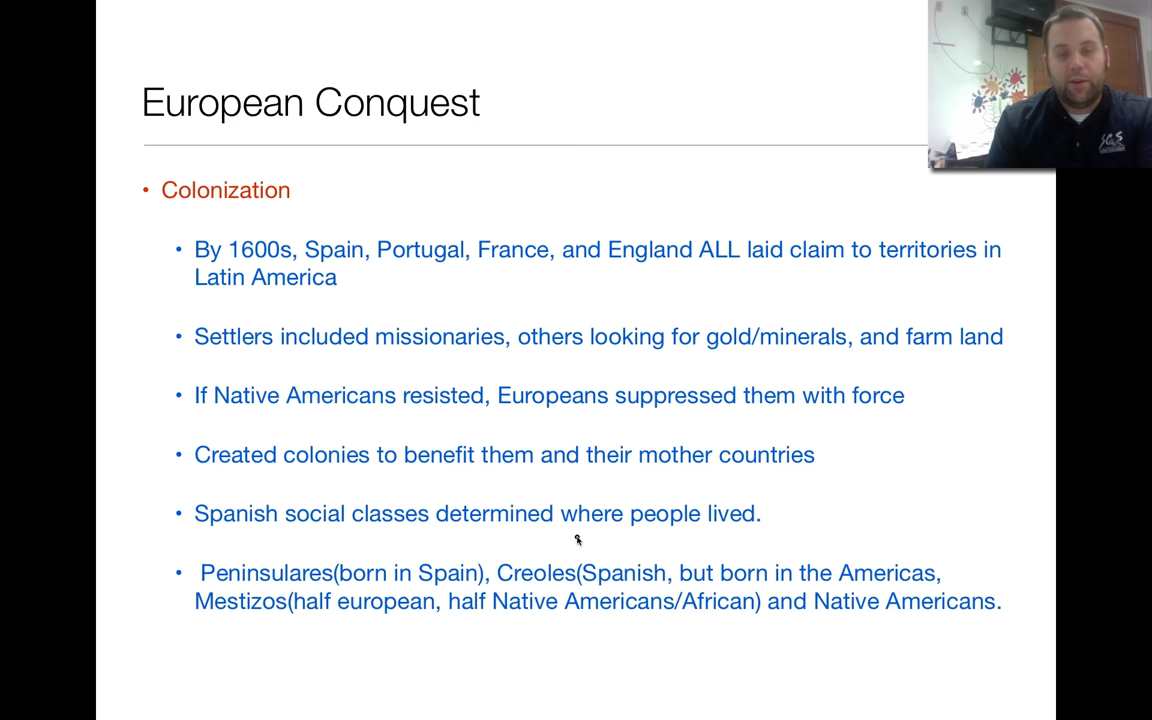 European Conquest
• Colonization
• By 1600s, Spain, Portugal, France, and England ALL laid claim to territories in
Latin America
• Settlers included missionaries, others looking for gold/minerals, and farm land
• If Native Americans resisted, Europeans suppressed them with force
• Created colonies to benefit them and their mother countries
• Spanish social classes determined where people lived.
• Peninsulares(born in Spain), Creoles(Spanish, but born in the Americas,
Mestizos(half european, half Native Americans/African) and Native Americans.